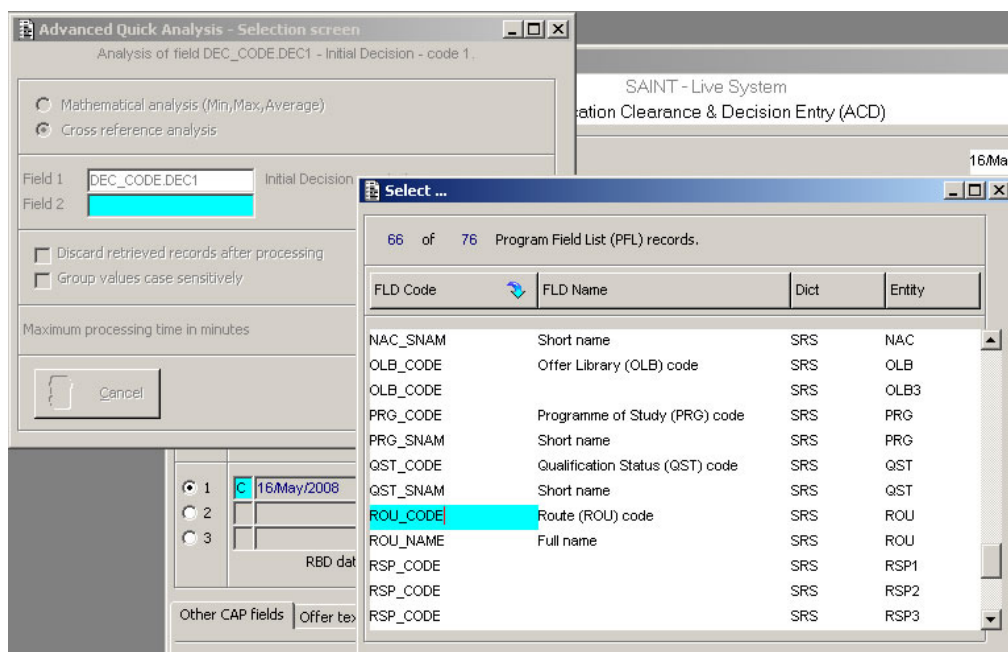 Advanced Quick Analysis - Selection screen
Analysis of field DEC_CODE.DEC1 - Initial Decision - code 1.
Mathematical analysis (Min,Max,Average)
Cross reference analysis
Field 1 DEC_CODE.DEC1 Initial Decision
Field 2
Discard retrieved records after processing
Group values case sensitively
Maximum processing time in minutes
Cancel
SAINT - Live System
ation Clearance & Decision Entry (ACD)
16/Ma
Select ...
66 of 76 Program Field List (PFL) records.
FLD Code FLD Name Dict Entity
NAC_SNAM Short name SRS NAC
OLB_CODE Offer Library (OLB) code SRS OLB
OLB_CODE SRS OLB3
PRG_CODE Programme of Study (PRG) code SRS PRG
PRG_SNAM Short name SRS PRG
QST_CODE Qualification Status (QST) code SRS QST
QST_SNAM Short name SRS QST
ROU_CODE Route (ROU) code SRS ROU
ROU_NAME Full name SRS ROU
RSP_CODE SRS RSP1
RSP_CODE SRS RSP2
RSP_CODE SRS RSP3
1 C 16/May/2008
2
3
RBD dat
Other CAP fields Offer tex